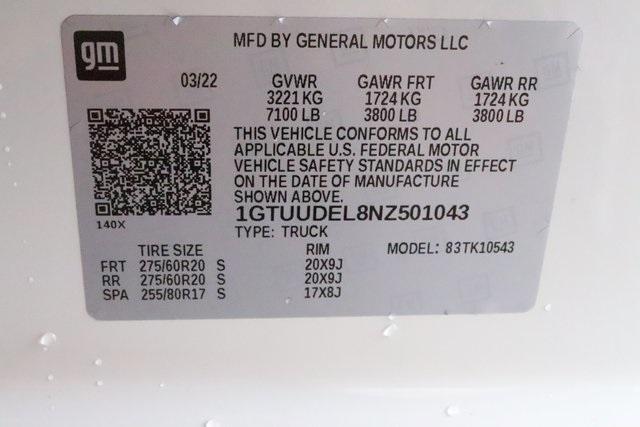 gm
MFD BY GENERAL MOTORS LLC
03/22 GVWR GAWR FRT GAWR RR
3221 KG 1724 KG 1724 KG
7100 LB 3800 LB 3800 LB
THIS VEHICLE CONFORMS TO ALL
APPLICABLE U.S. FEDERAL MOTOR
VEHICLE SAFETY STANDARDS IN EFFECT
ON THE DATE OF MANUFACTURE
SHOWN ABOVE.
1GTUUDEL8NZ501043
140X
TYPE: TRUCK
TIRE SIZE RIM MODEL: 83TK10543
FRT 275/60R20 S 20X9J
RR 275/60R20 S 20X9J
SPA 255/80R17 S 17X8J